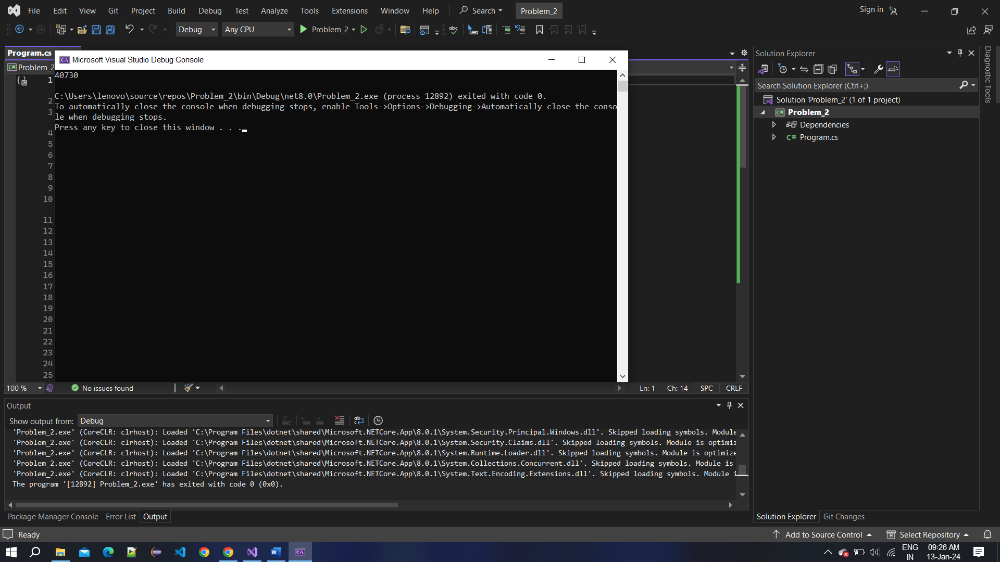 File Edit View Git Project Build Debug Test Analyze Tools Extensions Window Help Search Problem_2 Sign in
Debug Any CPU Problem_2
Program.cs
Problem_2
Microsoft Visual Studio Debug Console
40730
C:\Users\lenovo\source\repos\Problem_2\bin\Debug\net8.0\Problem_2.exe (process 12892) exited with code 0.
To automatically close the console when debugging stops, enable Tools->Options->Debugging->Automatically close the conso
le when debugging stops.
Press any key to close this window . . .
1
2
3
4
5
6
7
8
9
10
11
12
13
14
15
16
17
18
19
20
21
22
23
24
25
100 % No issues found Ln: 1 Ch: 14 SPC CRLF
Output
Show output from: Debug
'Problem_2.exe' (CoreCLR: clrhost): Loaded 'C:\Program Files\dotnet\shared\Microsoft.NETCore.App\8.0.1\System.Security.Principal.Windows.dll'. Skipped loading symbols. Module
'Problem_2.exe' (CoreCLR: clrhost): Loaded 'C:\Program Files\dotnet\shared\Microsoft.NETCore.App\8.0.1\System.Security.Claims.dll'. Skipped loading symbols. Module is optimiz
'Problem_2.exe' (CoreCLR: clrhost): Loaded 'C:\Program Files\dotnet\shared\Microsoft.NETCore.App\8.0.1\System.Runtime.Loader.dll'. Skipped loading symbols. Module is optimize
'Problem_2.exe' (CoreCLR: clrhost): Loaded 'C:\Program Files\dotnet\shared\Microsoft.NETCore.App\8.0.1\System.Collections.Concurrent.dll'. Skipped loading symbols. Module is
'Problem_2.exe' (CoreCLR: clrhost): Loaded 'C:\Program Files\dotnet\shared\Microsoft.NETCore.App\8.0.1\System.Text.Encoding.Extensions.dll'. Skipped loading symbols. Module i
The program '[12892] Problem_2.exe' has exited with code 0 (0x0).
Package Manager Console Error List Output
Solution Explorer
Search Solution Explorer (Ctrl+;)
Solution 'Problem_2' (1 of 1 project)
Problem_2
Dependencies
C# Program.cs
Solution Explorer Git Changes
Diagnostic Tools
Ready Add to Source Control Select Repository
ENG
IN
09:26 AM
13-Jan-24